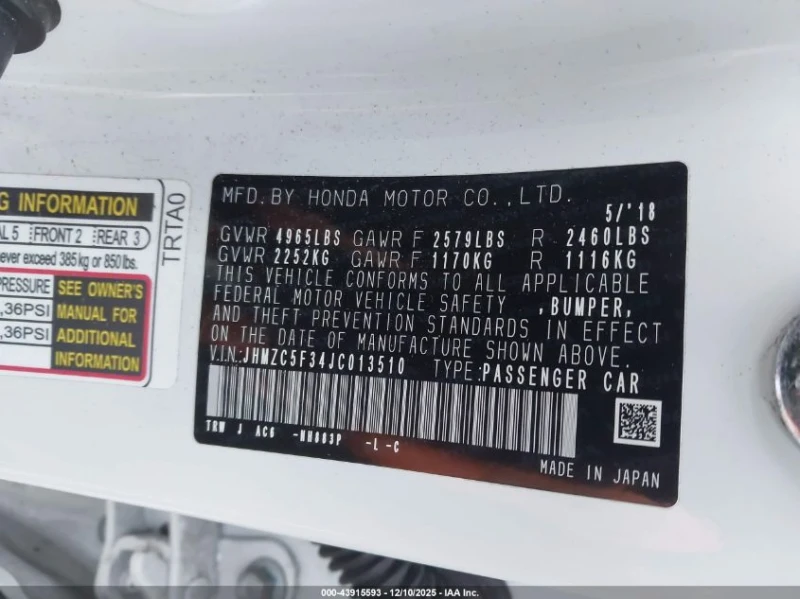 G INFORMATION
AL 5 FRONT 2 REAR 3
ever exceed 385 kg or 850 lbs.
PRESSURE SEE OWNER'S
,36PSI MANUAL FOR
,36PSI ADDITIONAL
INFORMATION
TRTA0
MFD.BY HONDA MOTOR CO.,LTD.
5/'18
GVWR 4965LBS GAWR F 2579LBS R 2460LBS
GVWR 2252KG GAWR F 1170KG R 1116KG
THIS VEHICLE CONFORMS TO ALL APPLICABLE
FEDERAL MOTOR VEHICLE SAFETY ,BUMPER,
AND THEFT PREVENTION STANDARDS IN EFFECT
ON THE DATE OF MANUFACTURE SHOWN ABOVE.
V.IN:JHMZC5F34JC013510 TYPE:PASSENGER CAR
TRW J AC6 -NH883P -L -C
MADE IN JAPAN
000-43915593 - 12/10/2025 - IAA Inc.